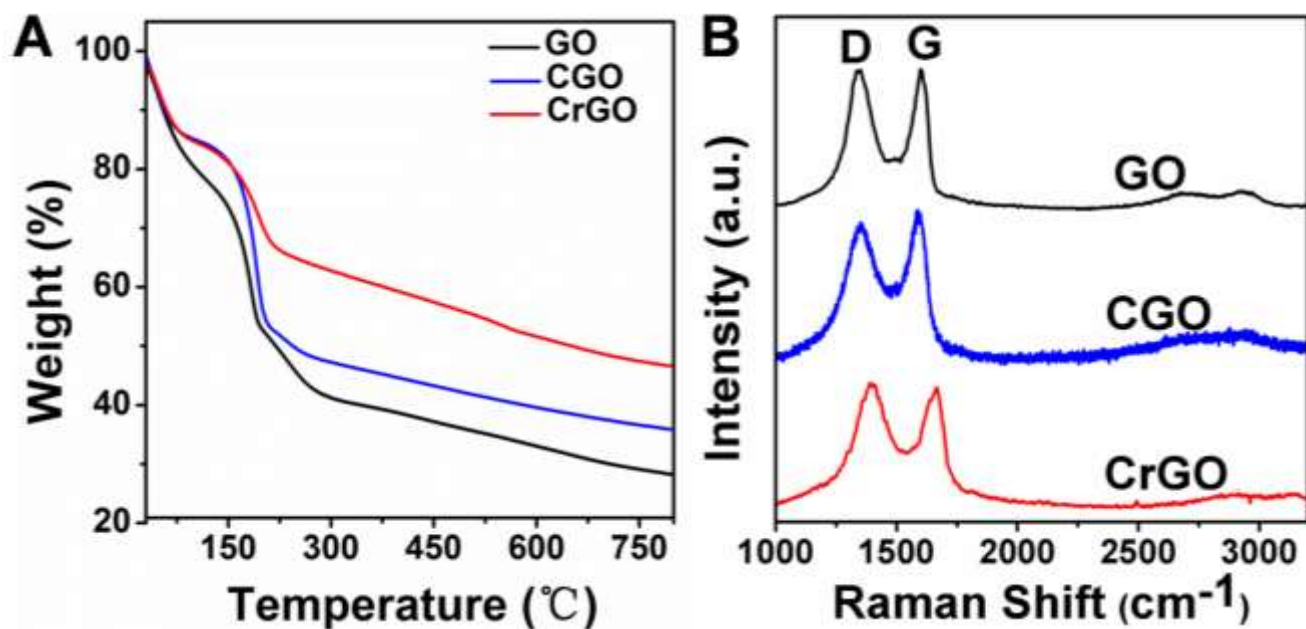 A
GO
CGO
CrGO
100
80
60
40
20
150 300 450 600 750
Weight (%)
Temperature (℃)
B
D G
GO
CGO
CrGO
Intensity (a.u.)
1000 1500 2000 2500 3000
Raman Shift (cm-1)